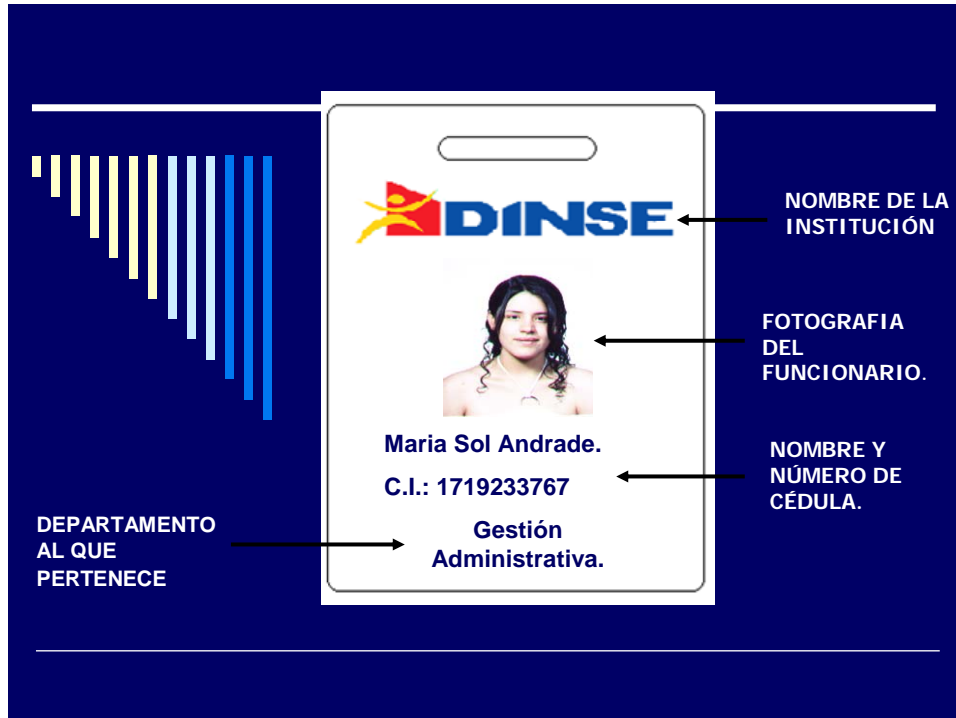 DINSE
NOMBRE DE LA
INSTITUCIÓN
FOTOGRAFIA
DEL
FUNCIONARIO.
Maria Sol Andrade.
C.I.: 1719233767
NOMBRE Y
NÚMERO DE
CÉDULA.
Gestión
Administrativa.
DEPARTAMENTO
AL QUE
PERTENECE